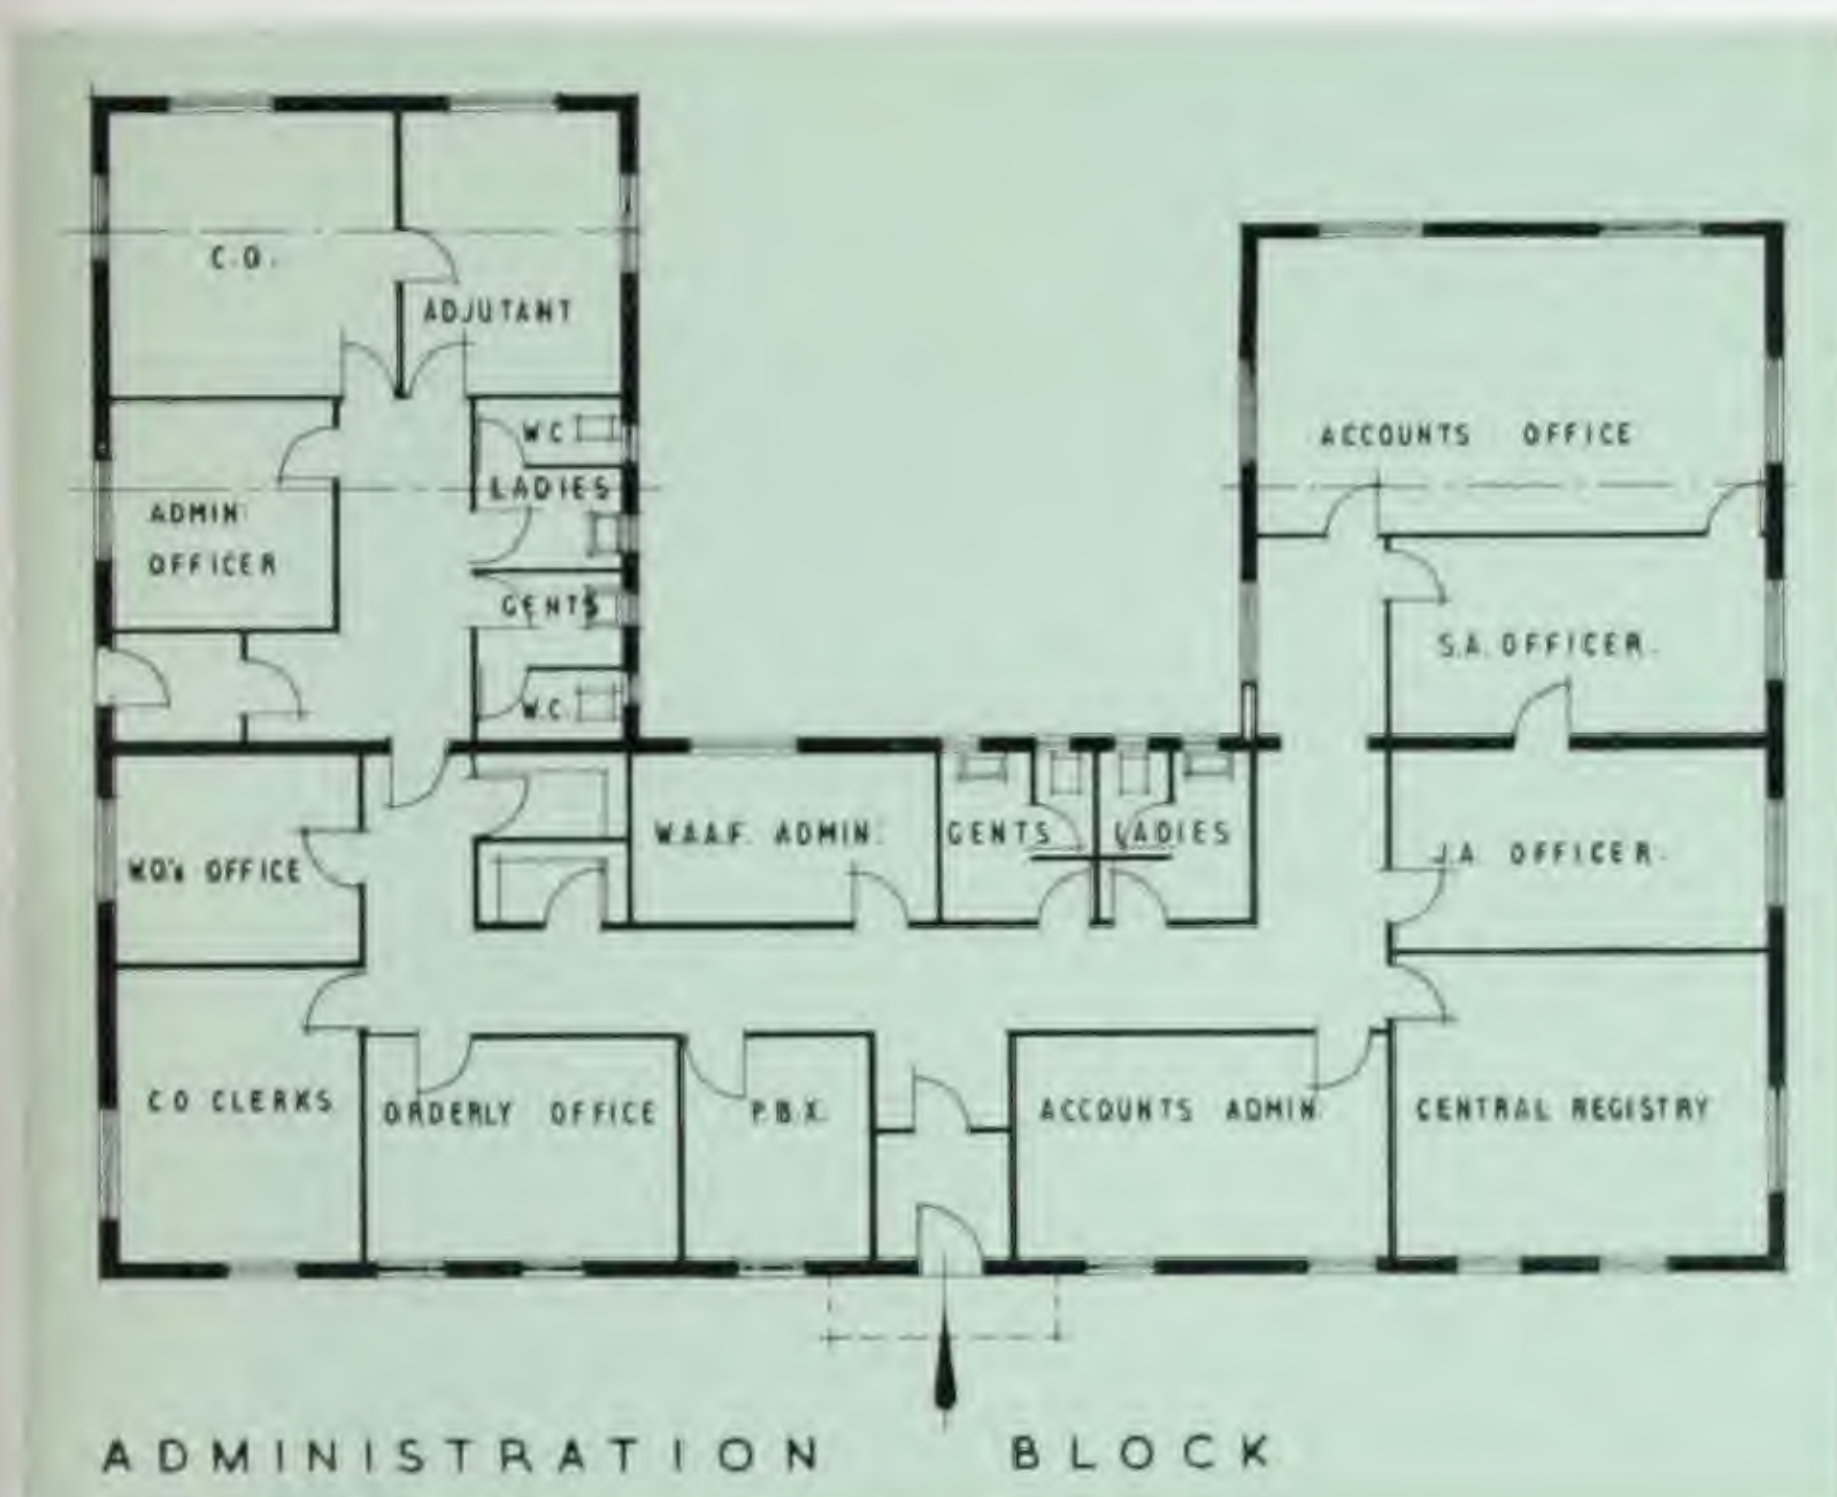 C.O.
ADJUTANT
W.C.
LADIES
ADMIN:
OFFICER
GENTS
W.C.
ACCOUNTS OFFICE
S.A. OFFICER.
W.O's OFFICE
W.A.A.F. ADMIN:
GENTS
LADIES
J.A. OFFICER.
C O CLERKS
ORDERLY OFFICE
P.B.X.
ACCOUNTS ADMIN.
CENTRAL REGISTRY
ADMINISTRATION BLOCK